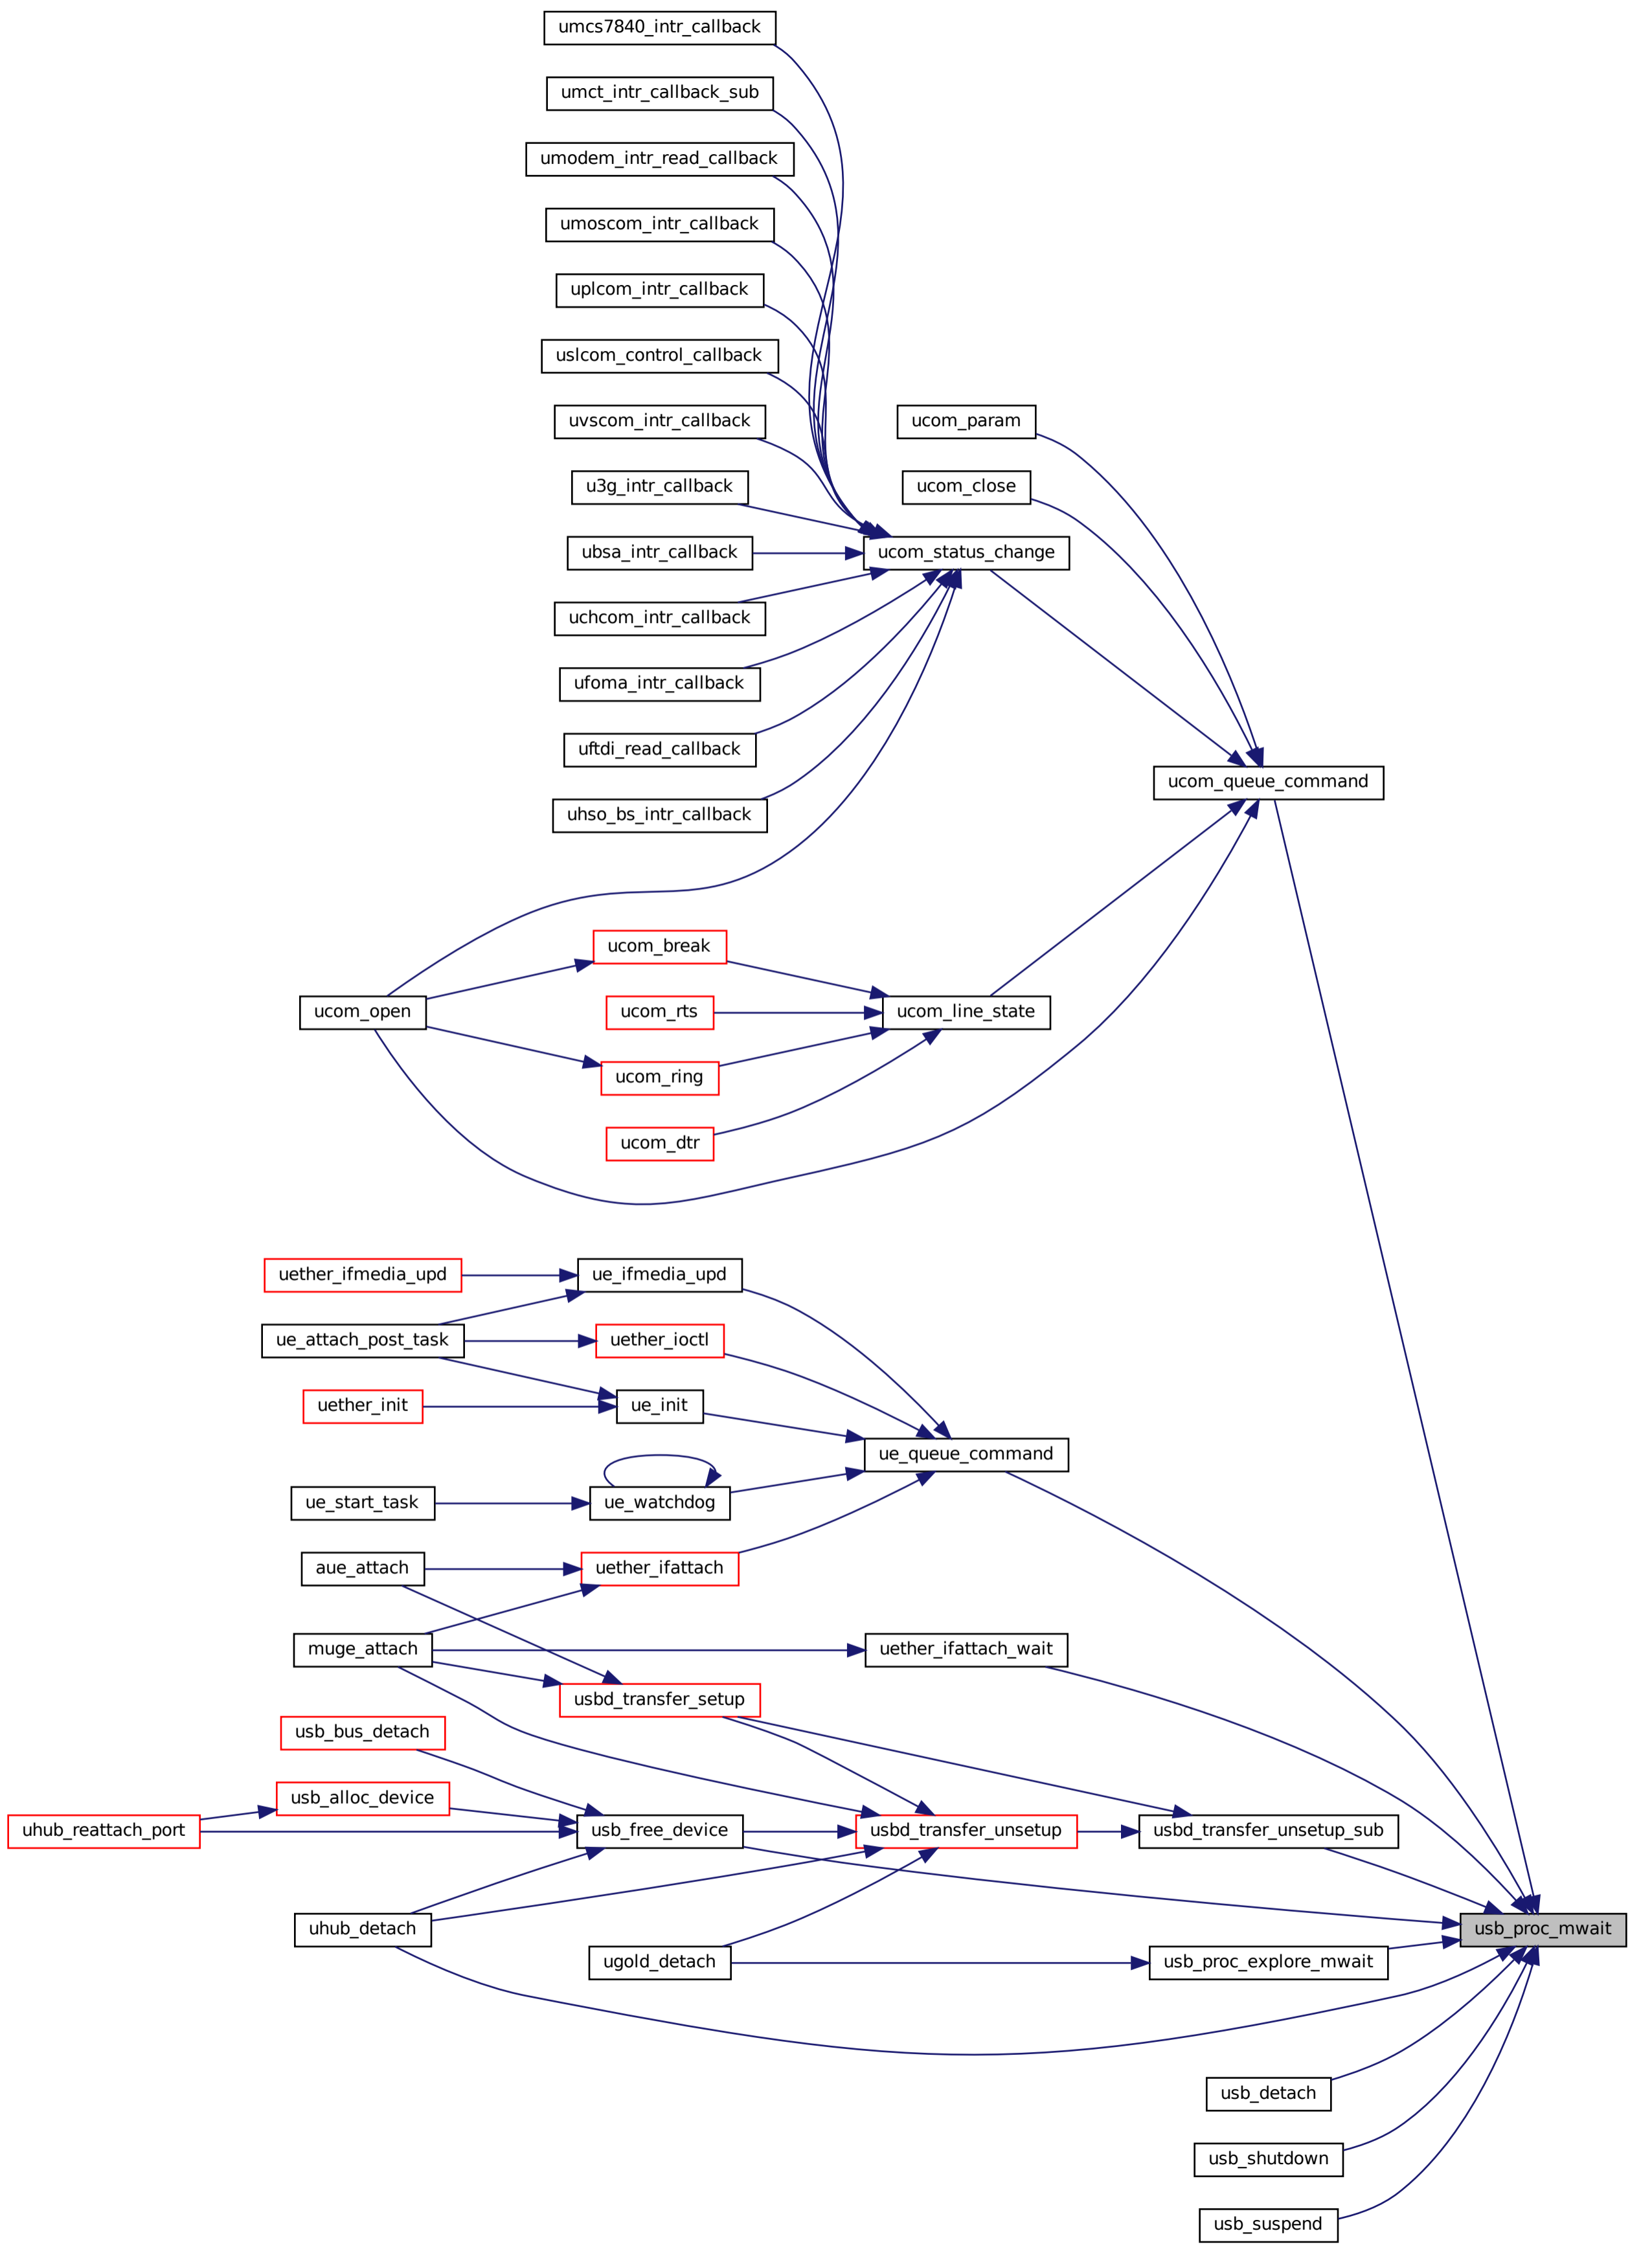 umcs7840_intr_callback
umct_intr_callback_sub
umodem_intr_read_callback
umoscom_intr_callback
uplcom_intr_callback
uslcom_control_callback
uvscom_intr_callback
ucom_param
u3g_intr_callback
ucom_close
ubsa_intr_callback
ucom_status_change
uchcom_intr_callback
ufoma_intr_callback
uftdi_read_callback
ucom_queue_command
uhso_bs_intr_callback
ucom_break
ucom_open
ucom_rts
ucom_line_state
ucom_ring
ucom_dtr
uether_ifmedia_upd
ue_ifmedia_upd
ue_attach_post_task
uether_ioctl
uether_init
ue_init
ue_queue_command
ue_start_task
ue_watchdog
aue_attach
uether_ifattach
muge_attach
uether_ifattach_wait
usbd_transfer_setup
usb_bus_detach
usb_alloc_device
uhub_reattach_port
usb_free_device
usbd_transfer_unsetup
usbd_transfer_unsetup_sub
uhub_detach
usb_proc_mwait
ugold_detach
usb_proc_explore_mwait
usb_detach
usb_shutdown
usb_suspend